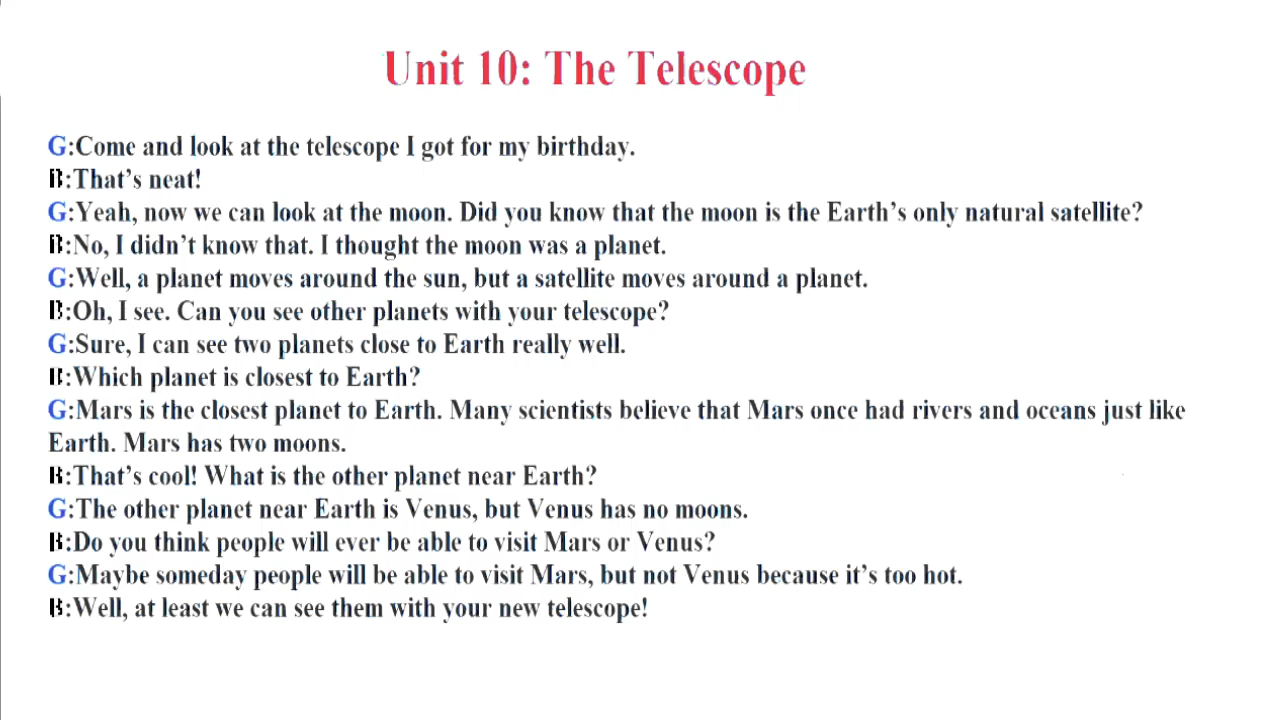 Unit 10: The Telescope
G:Come and look at the telescope I got for my birthday.
B:That's neat!
G:Yeah, now we can look at the moon. Did you know that the moon is the Earth's only natural satellite?
B:No, I didn't know that. I thought the moon was a planet.
G:Well, a planet moves around the sun, but a satellite moves around a planet.
B:Oh, I see. Can you see other planets with your telescope?
G:Sure, I can see two planets close to Earth really well.
B:Which planet is closest to Earth?
G:Mars is the closest planet to Earth. Many scientists believe that Mars once had rivers and oceans just like
Earth. Mars has two moons.
B:That's cool! What is the other planet near Earth?
G:The other planet near Earth is Venus, but Venus has no moons.
B:Do you think people will ever be able to visit Mars or Venus?
G:Maybe someday people will be able to visit Mars, but not Venus because it's too hot.
B:Well, at least we can see them with your new telescope!